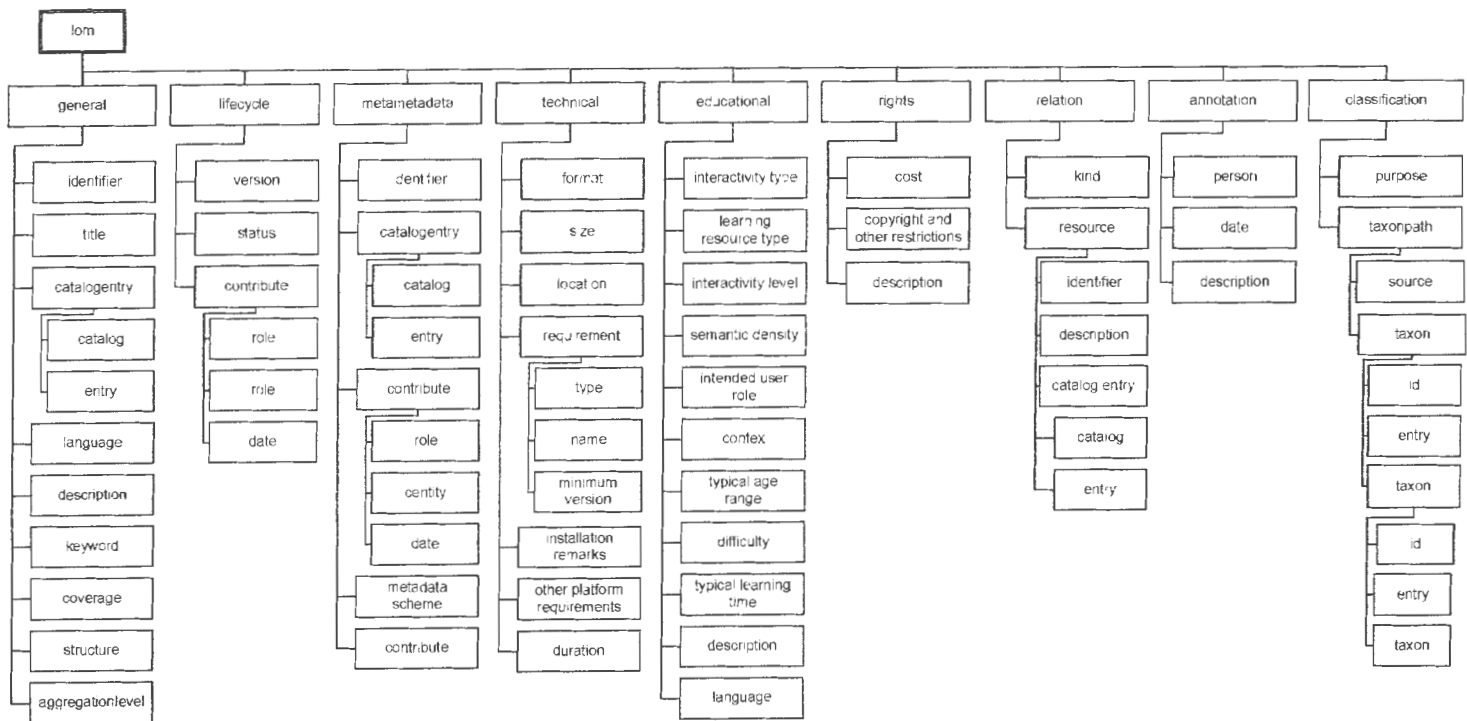 lom
general
lifecycle
metametadata
technical
educational
rights
relation
annotation
classification
identifier
title
catalogentry
catalog
entry
language
description
keyword
coverage
structure
aggregationlevel
version
status
contribute
role
role
date
dentifier
catalogentry
catalog
entry
contribute
role
centity
date
metadata
scheme
contribute
format
size
location
requirement
type
name
minimum
version
installation
remarks
other platform
requirements
duration
interactivity type
learning
resource type
interactivity level
semantic density
intended user
role
contex
typical age
range
difficulty
typical learning
time
description
language
cost
copyright and
other restrictions
description
kind
resource
identifier
description
catalog entry
catalog
entry
person
date
description
purpose
taxonpath
source
taxon
id
entry
taxon
id
entry
taxon